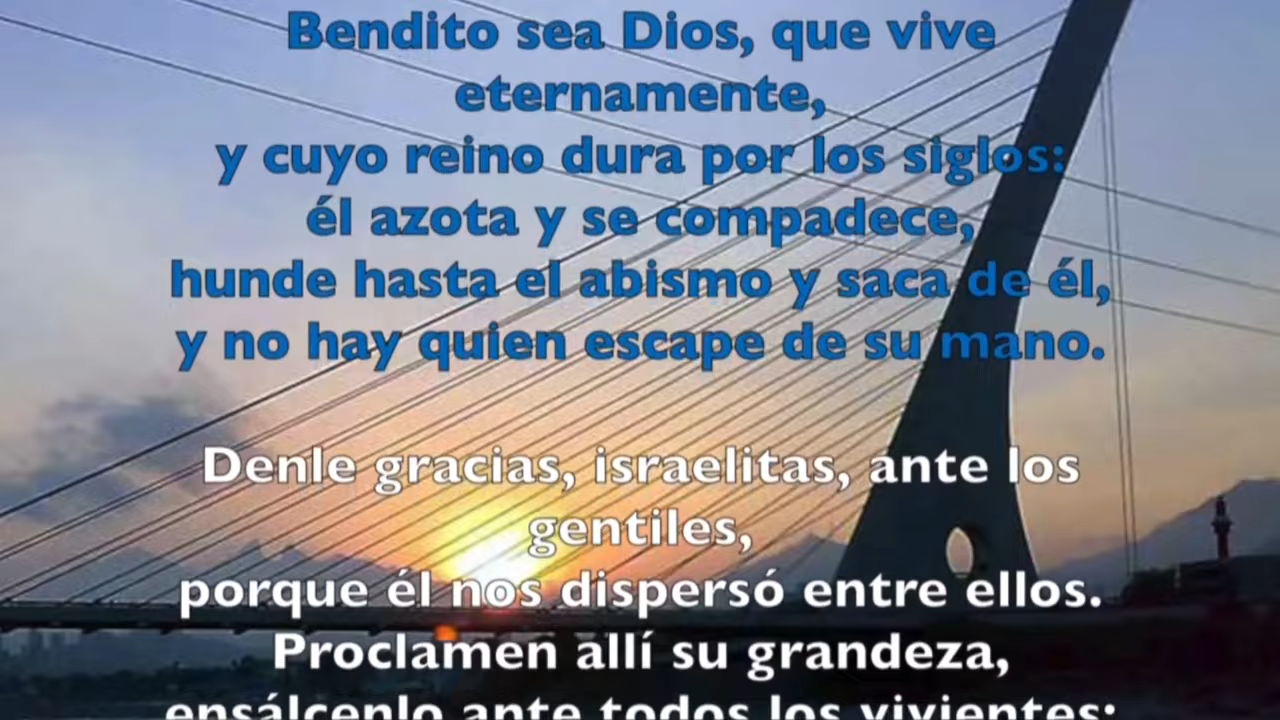 Bendito sea Dios, que vive
eternamente,
y cuyo reino dura por los siglos:
él azota y se compadece,
hunde hasta el abismo y saca de él,
y no hay quien escape de su mano.
Denle gracias, israelitas, ante los
gentiles,
porque él nos dispersó entre ellos.
Proclamen allí su grandeza,
ensálcenlo ante todos los vivientes: